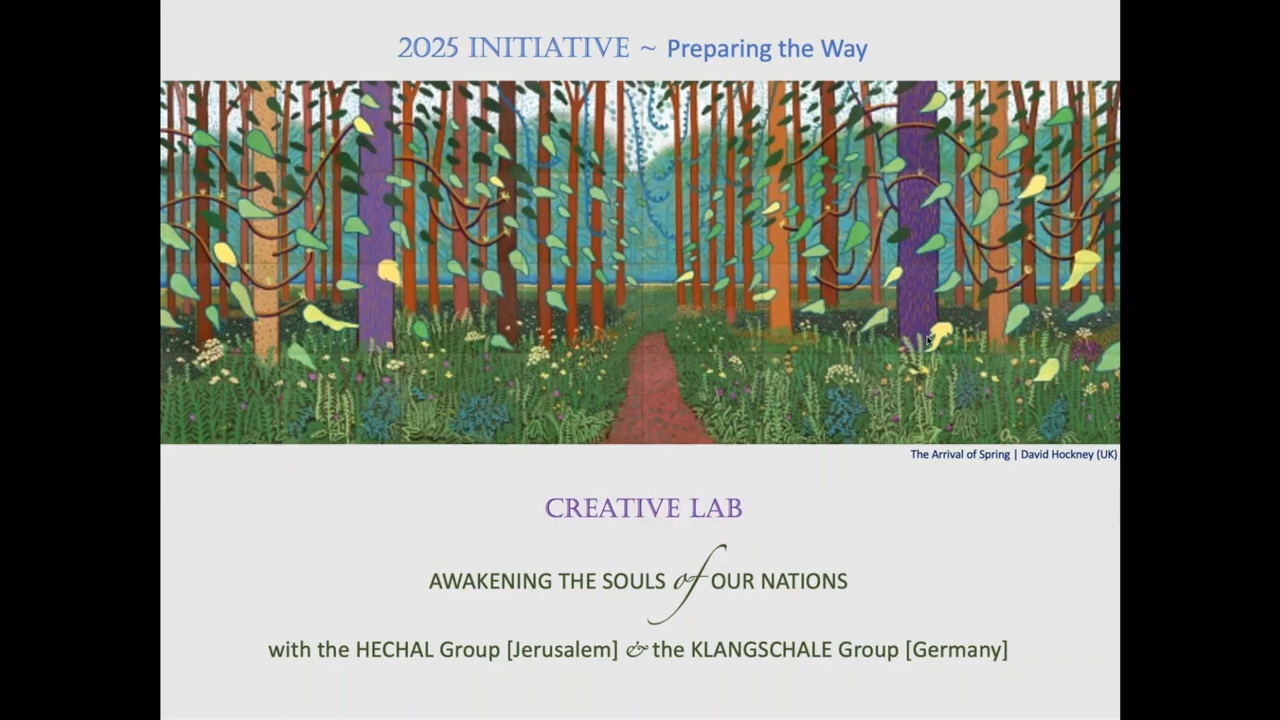 2025 INITIATIVE ~ Preparing the Way
The Arrival of Spring | David Hockney (UK)
CREATIVE LAB
AWAKENING THE SOULS of OUR NATIONS
with the HECHAL Group [Jerusalem] & the KLANGSCHALE Group [Germany]